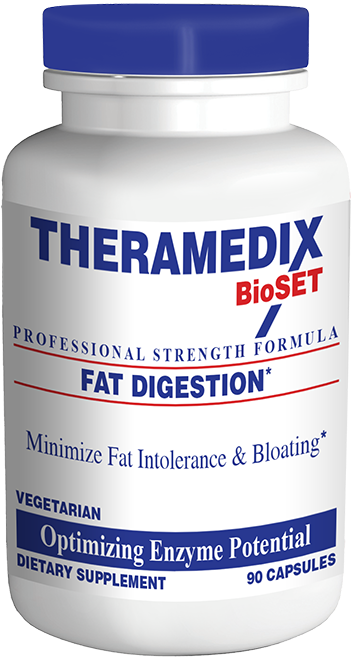 THERAMEDIX
BioSET
PROFESSIONAL STRENGTH FORMULA
FAT DIGESTION*
Minimize Fat Intolerance & Bloating*
VEGETARIAN
Optimizing Enzyme Potential
DIETARY SUPPLEMENT 90 CAPSULES